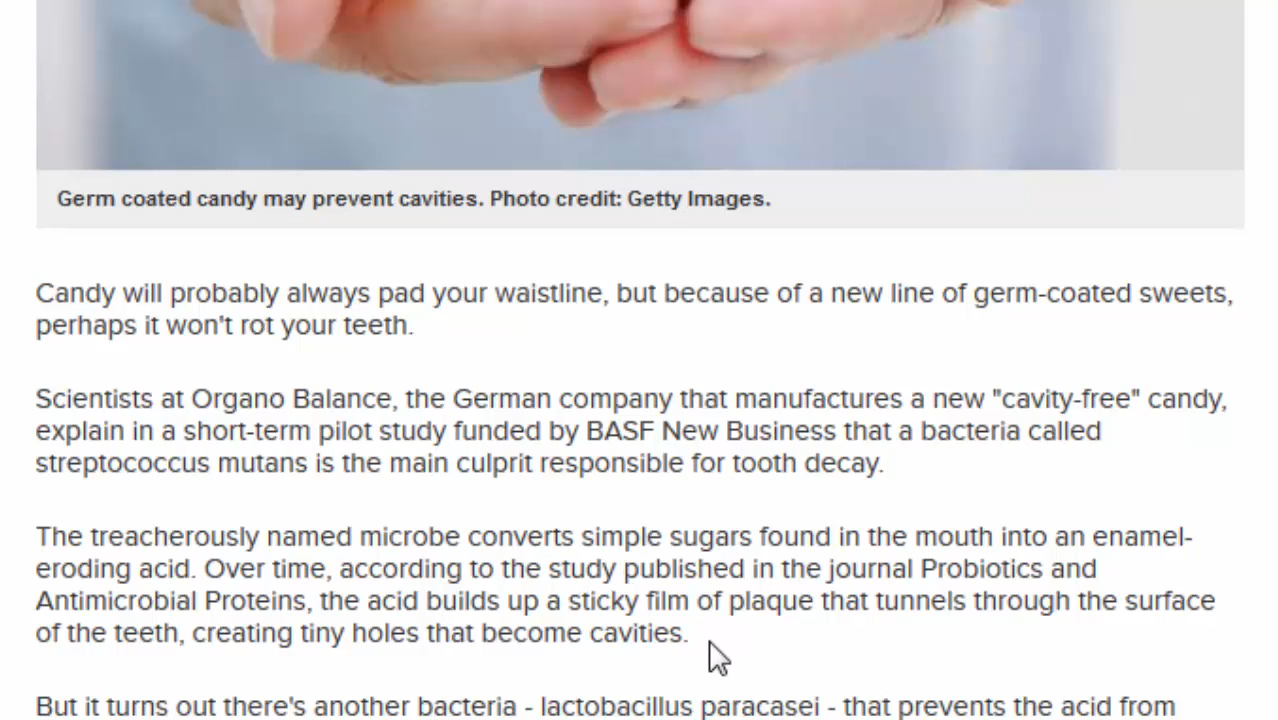 Germ coated candy may prevent cavities. Photo credit: Getty Images.
Candy will probably always pad your waistline, but because of a new line of germ-coated sweets,
perhaps it won't rot your teeth.
Scientists at Organo Balance, the German company that manufactures a new "cavity-free" candy,
explain in a short-term pilot study funded by BASF New Business that a bacteria called
streptococcus mutans is the main culprit responsible for tooth decay.
The treacherously named microbe converts simple sugars found in the mouth into an enamel-
eroding acid. Over time, according to the study published in the journal Probiotics and
Antimicrobial Proteins, the acid builds up a sticky film of plaque that tunnels through the surface
of the teeth, creating tiny holes that become cavities.
But it turns out there's another bacteria - lactobacillus paracasei - that prevents the acid from